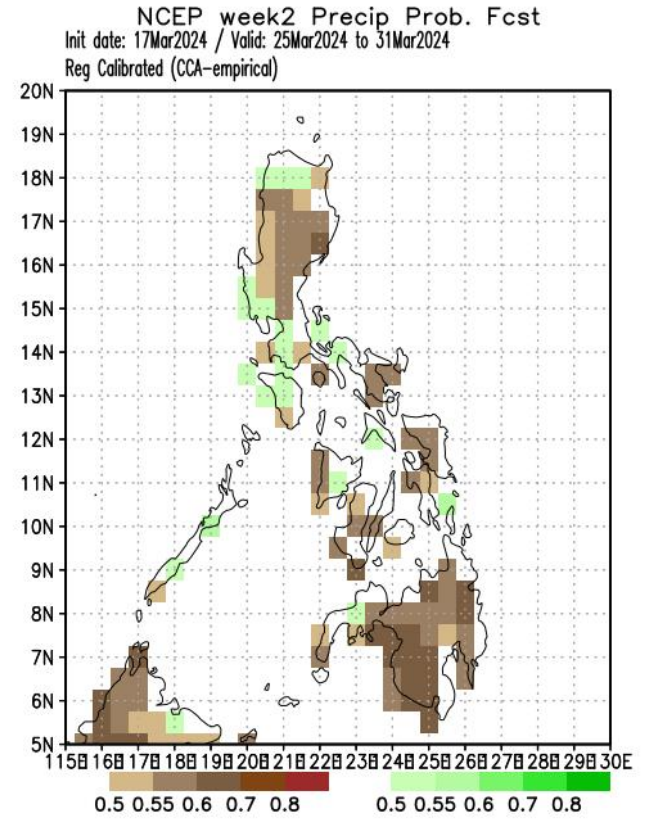 NCEP week2 Precip Prob. Fcst
Init date: 17Mar2024 / Valid: 25Mar2024 to 31Mar2024
Reg Calibrated (CCA-empirical)
20N
19N
18N
17N
16N
15N
14N
13N
12N
11N
10N
9N
8N
7N
6N
5N
115E 116E 117E 118E 119E 120E 121E 122E 123E 124E 125E 126E 127E 128E 129E 130E
0.5 0.55 0.6 0.7 0.8 0.5 0.55 0.6 0.7 0.8